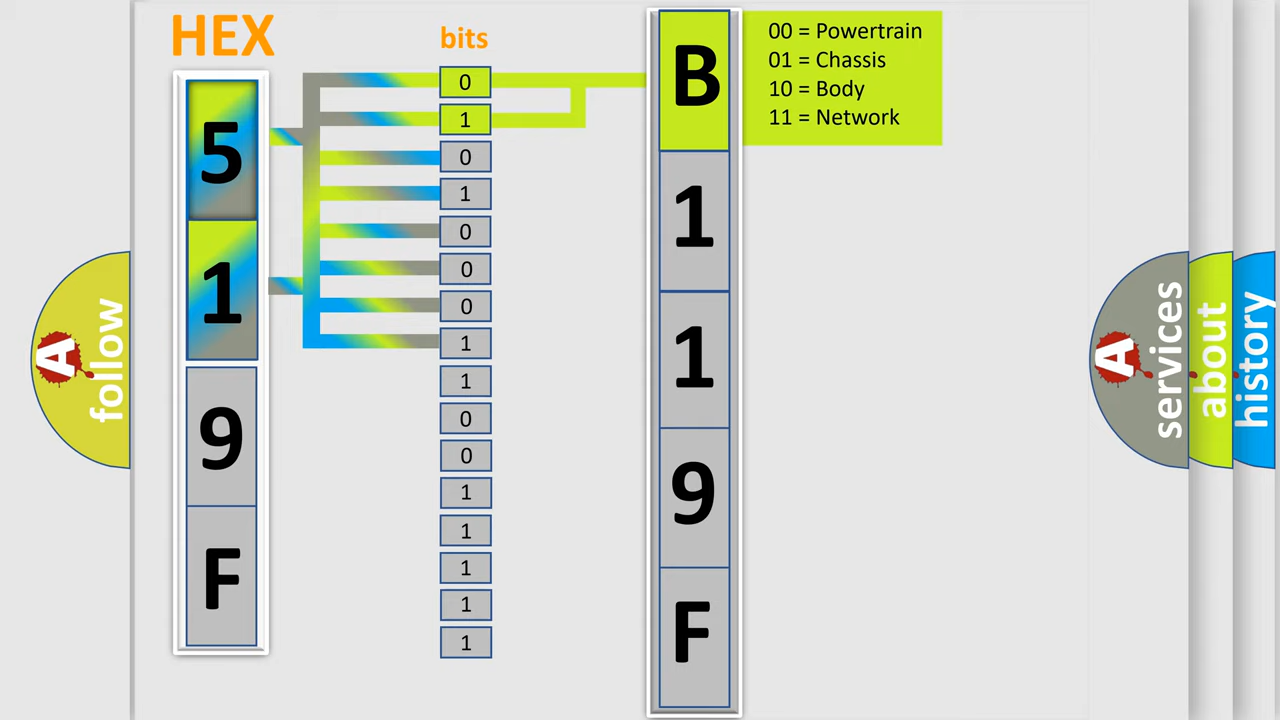 HEX
bits
5
1
9
F
0
1
0
1
0
0
0
1
1
0
0
1
1
1
1
1
B
1
1
9
F
00 = Powertrain
01 = Chassis
10 = Body
11 = Network
A
follow
A
services
about
history